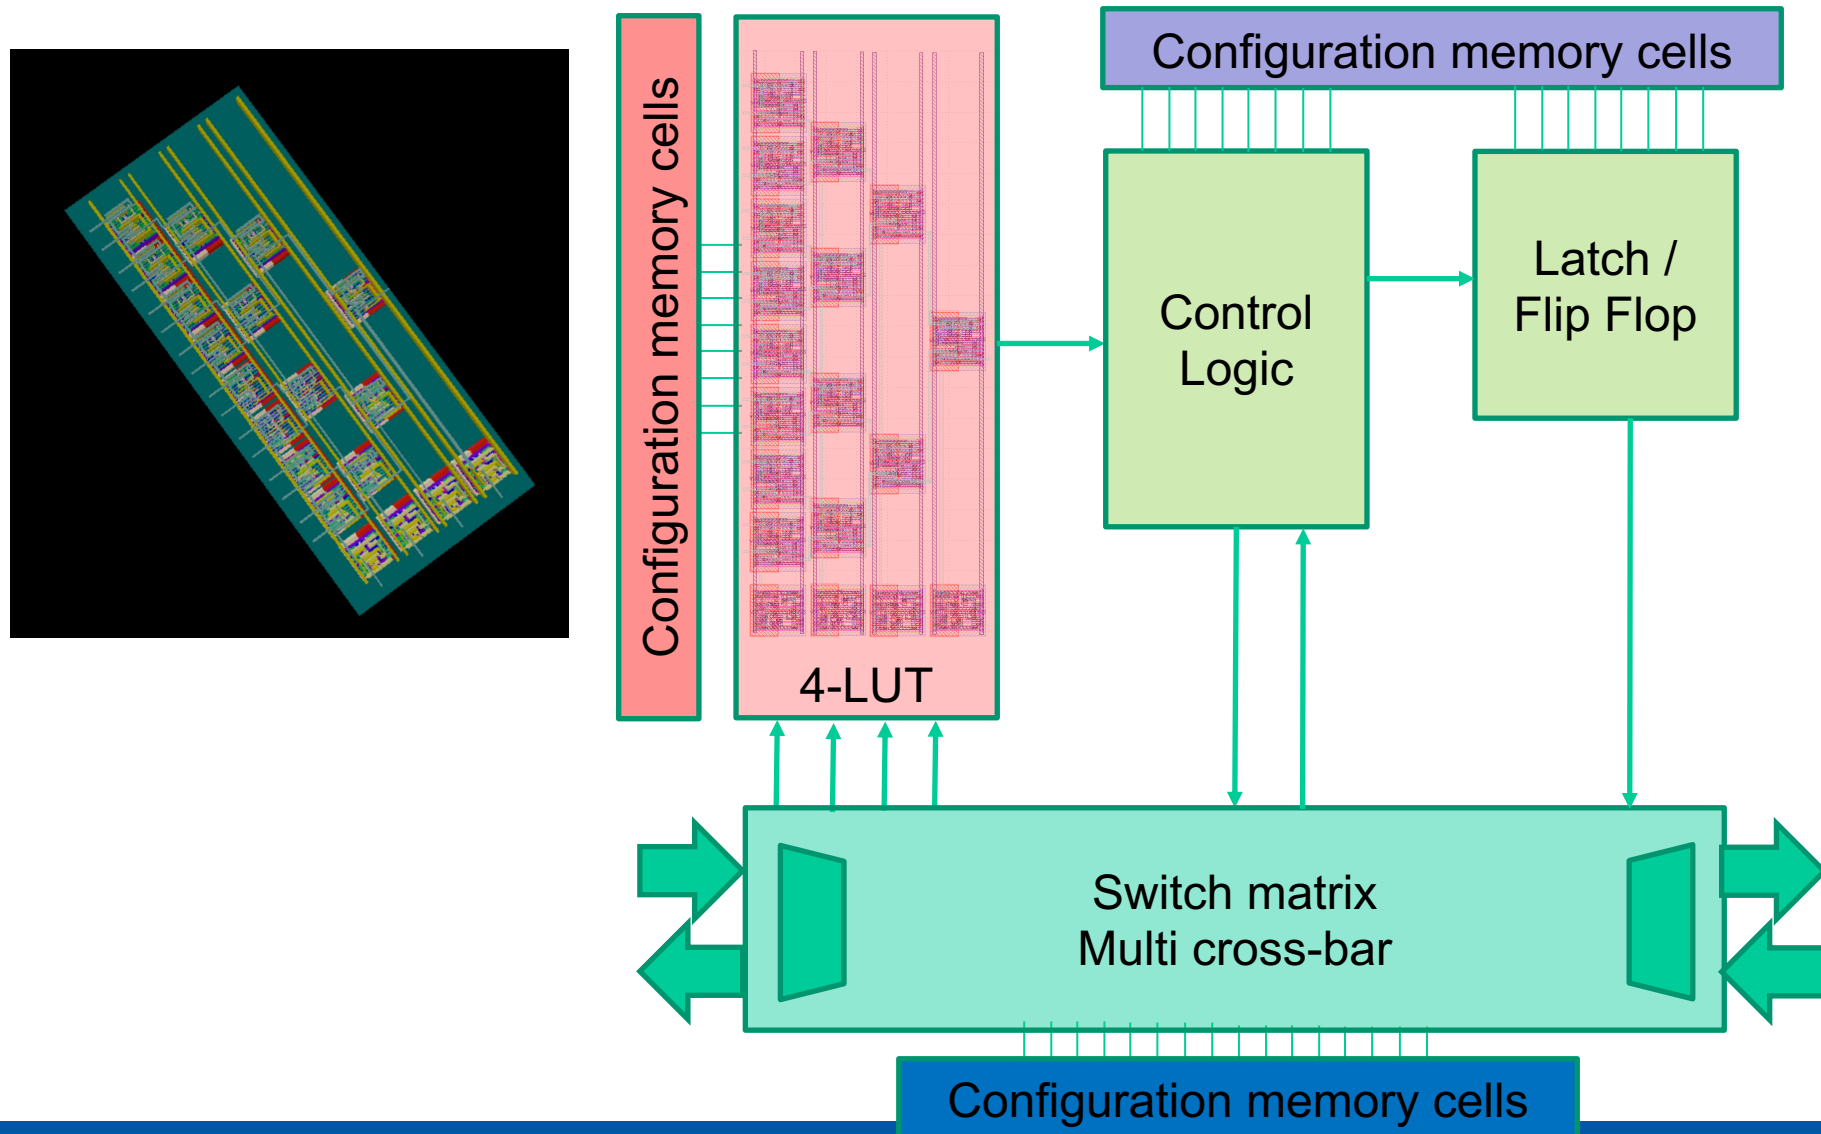 Configuration memory cells
4-LUT
Configuration memory cells
Control
Logic
Latch /
Flip Flop
Switch matrix
Multi cross-bar
Configuration memory cells